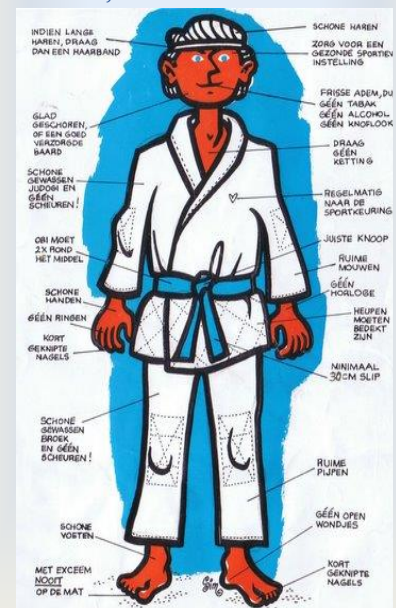 INDIEN LANGE
HAREN, DRAAG
DAN EEN HAARBAND
GLAD
GESCHOREN,
OF EEN GOED
VERZORGDE
BAARD
SCHONE
GEWASSEN
JUDOGI EN
GÉÉN
SCHEUREN!
OBI MOET
2X ROND
HET MIDDEL
SCHONE
HANDEN
GÉÉN RINGEN
KORT
GEKNIPTE
NAGELS
SCHONE
GEWASSEN
BROEK
EN GÉÉN
SCHEUREN!
SCHONE
VOETEN
MET EXCEEM
NOOIT
OP DE MAT
SCHONE HAREN
ZORG VOOR EEN
GEZONDE SPORTIEV
INSTELLING
FRISSE ADEM, DU
GÉÉN TABAK
GÉÉN ALCOHOL
GÉÉN KNOFLOOK
DRAAG
GÉÉN
KETTING
REGELMATIG
NAAR DE
SPORTKEURING
JUISTE KNOOP
RUIME
MOUWEN
GÉÉN
HORLOGE
HEUPEN
MOETEN
BEDEKT
ZIJN
MINIMAAL
30CM SLIP
RUIME
PIJPEN
GÉÉN OPEN
WONDJES
KORT
GEKNIPTE
NAGELS